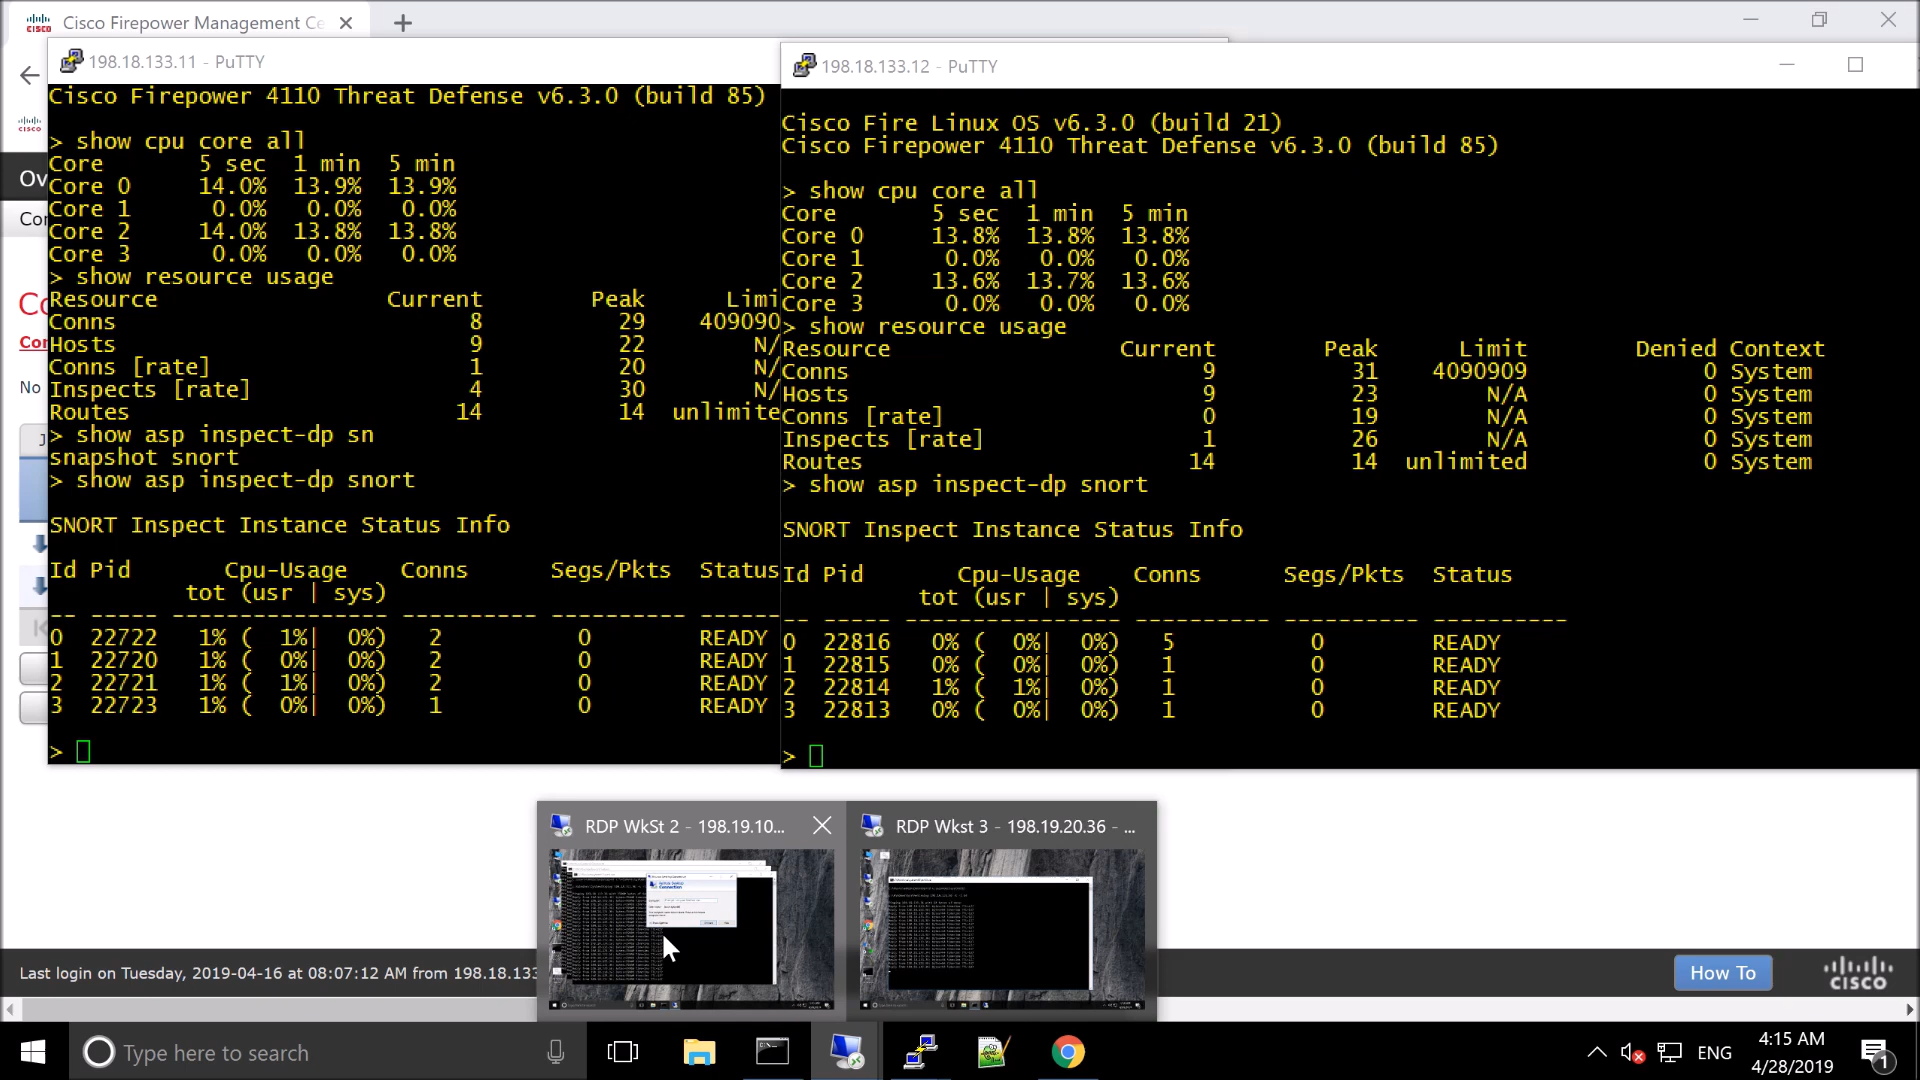 Cisco Firepower Management Ce
198.18.133.11 - PuTTY
Cisco Firepower 4110 Threat Defense v6.3.0 (build 85)
> show cpu core all
Core 5 sec 1 min 5 min
Core 0 14.0% 13.9% 13.9%
Core 1 0.0% 0.0% 0.0%
Core 2 14.0% 13.8% 13.8%
Core 3 0.0% 0.0% 0.0%
> show resource usage
Resource Current Peak Limi
Conns 8 29 409090
Hosts 9 22 N/
Conns [rate] 1 20 N/
Inspects [rate] 4 30 N/
Routes 14 14 unlimite
> show asp inspect-dp sn
snapshot snort
> show asp inspect-dp snort
SNORT Inspect Instance Status Info
Id Pid Cpu-Usage Conns Segs/Pkts Status
tot (usr | sys)
-- ----- ---------------- ---------- ---------- ------
0 22722 1% ( 1%| 0%) 2 0 READY
1 22720 1% ( 0%| 0%) 2 0 READY
2 22721 1% ( 1%| 0%) 2 0 READY
3 22723 1% ( 0%| 0%) 1 0 READY
>
198.18.133.12 - PuTTY
Cisco Fire Linux OS v6.3.0 (build 21)
Cisco Firepower 4110 Threat Defense v6.3.0 (build 85)
> show cpu core all
Core 5 sec 1 min 5 min
Core 0 13.8% 13.8% 13.8%
Core 1 0.0% 0.0% 0.0%
Core 2 13.6% 13.7% 13.6%
Core 3 0.0% 0.0% 0.0%
> show resource usage
Resource Current Peak Limit Denied Context
Conns 9 31 4090909 0 System
Hosts 9 23 N/A 0 System
Conns [rate] 0 19 N/A 0 System
Inspects [rate] 1 26 N/A 0 System
Routes 14 14 unlimited 0 System
> show asp inspect-dp snort
SNORT Inspect Instance Status Info
Id Pid Cpu-Usage Conns Segs/Pkts Status
tot (usr | sys)
-- ----- ---------------- ---------- ---------- ----------
0 22816 0% ( 0%| 0%) 5 0 READY
1 22815 0% ( 0%| 0%) 1 0 READY
2 22814 1% ( 1%| 0%) 1 0 READY
3 22813 0% ( 0%| 0%) 1 0 READY
>
cisco
Ov
Cor
Co
Con
No
J
RDP WkSt 2 - 198.19.10...
RDP Wkst 3 - 198.19.20.36 - ...
Last login on Tuesday, 2019-04-16 at 08:07:12 AM from 198.18.133
How To
cisco
Type here to search
ENG
4:15 AM
4/28/2019
1